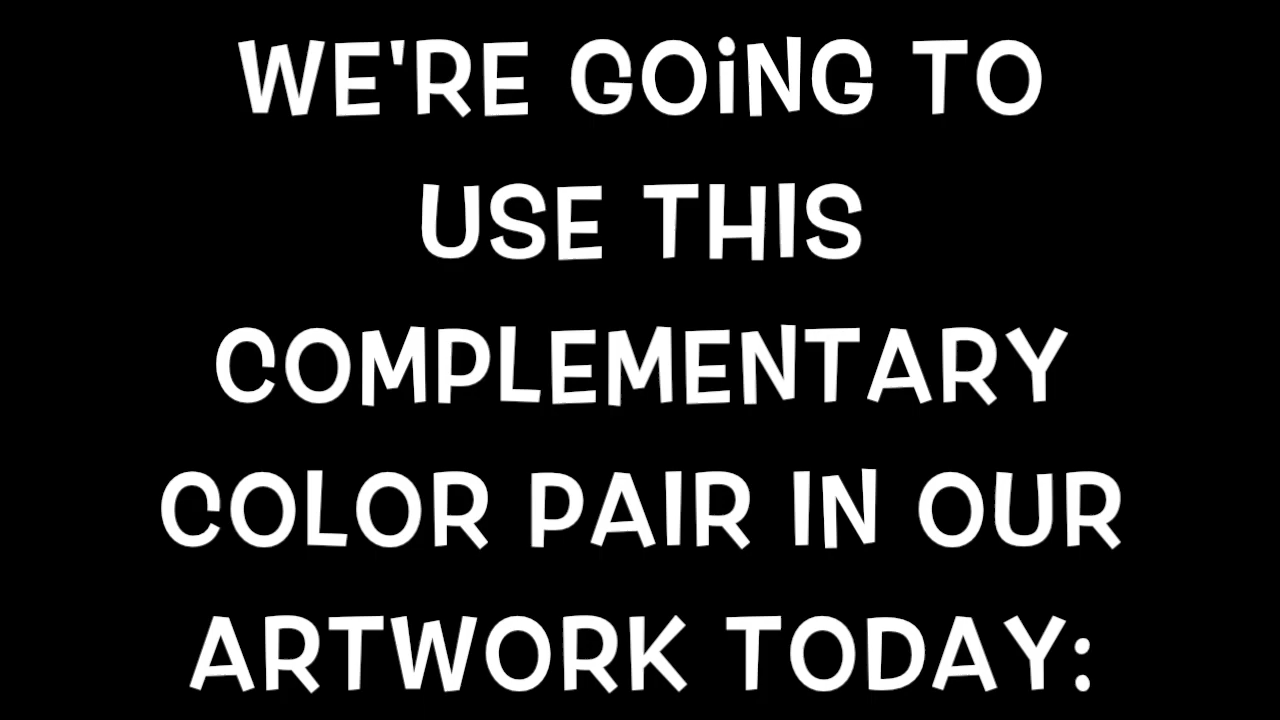 WE'RE GOING TO
USE THIS
COMPLEMENTARY
COLOR PAIR IN OUR
ARTWORK TODAY: